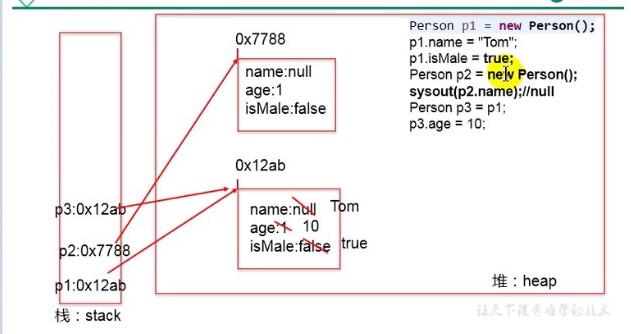 Person p1 = new Person();
p1.name = "Tom";
p1.isMale = true;
Person p2 = new Person();
sysout(p2.name);//null
Person p3 = p1;
p3.age = 10;
0x7788
name:null
age:1
isMale:false
0x12ab
name:null Tom
age:1 10
isMale:false true
p3:0x12ab
p2:0x7788
p1:0x12ab
栈：stack
堆：heap
让天下没有难学的技术